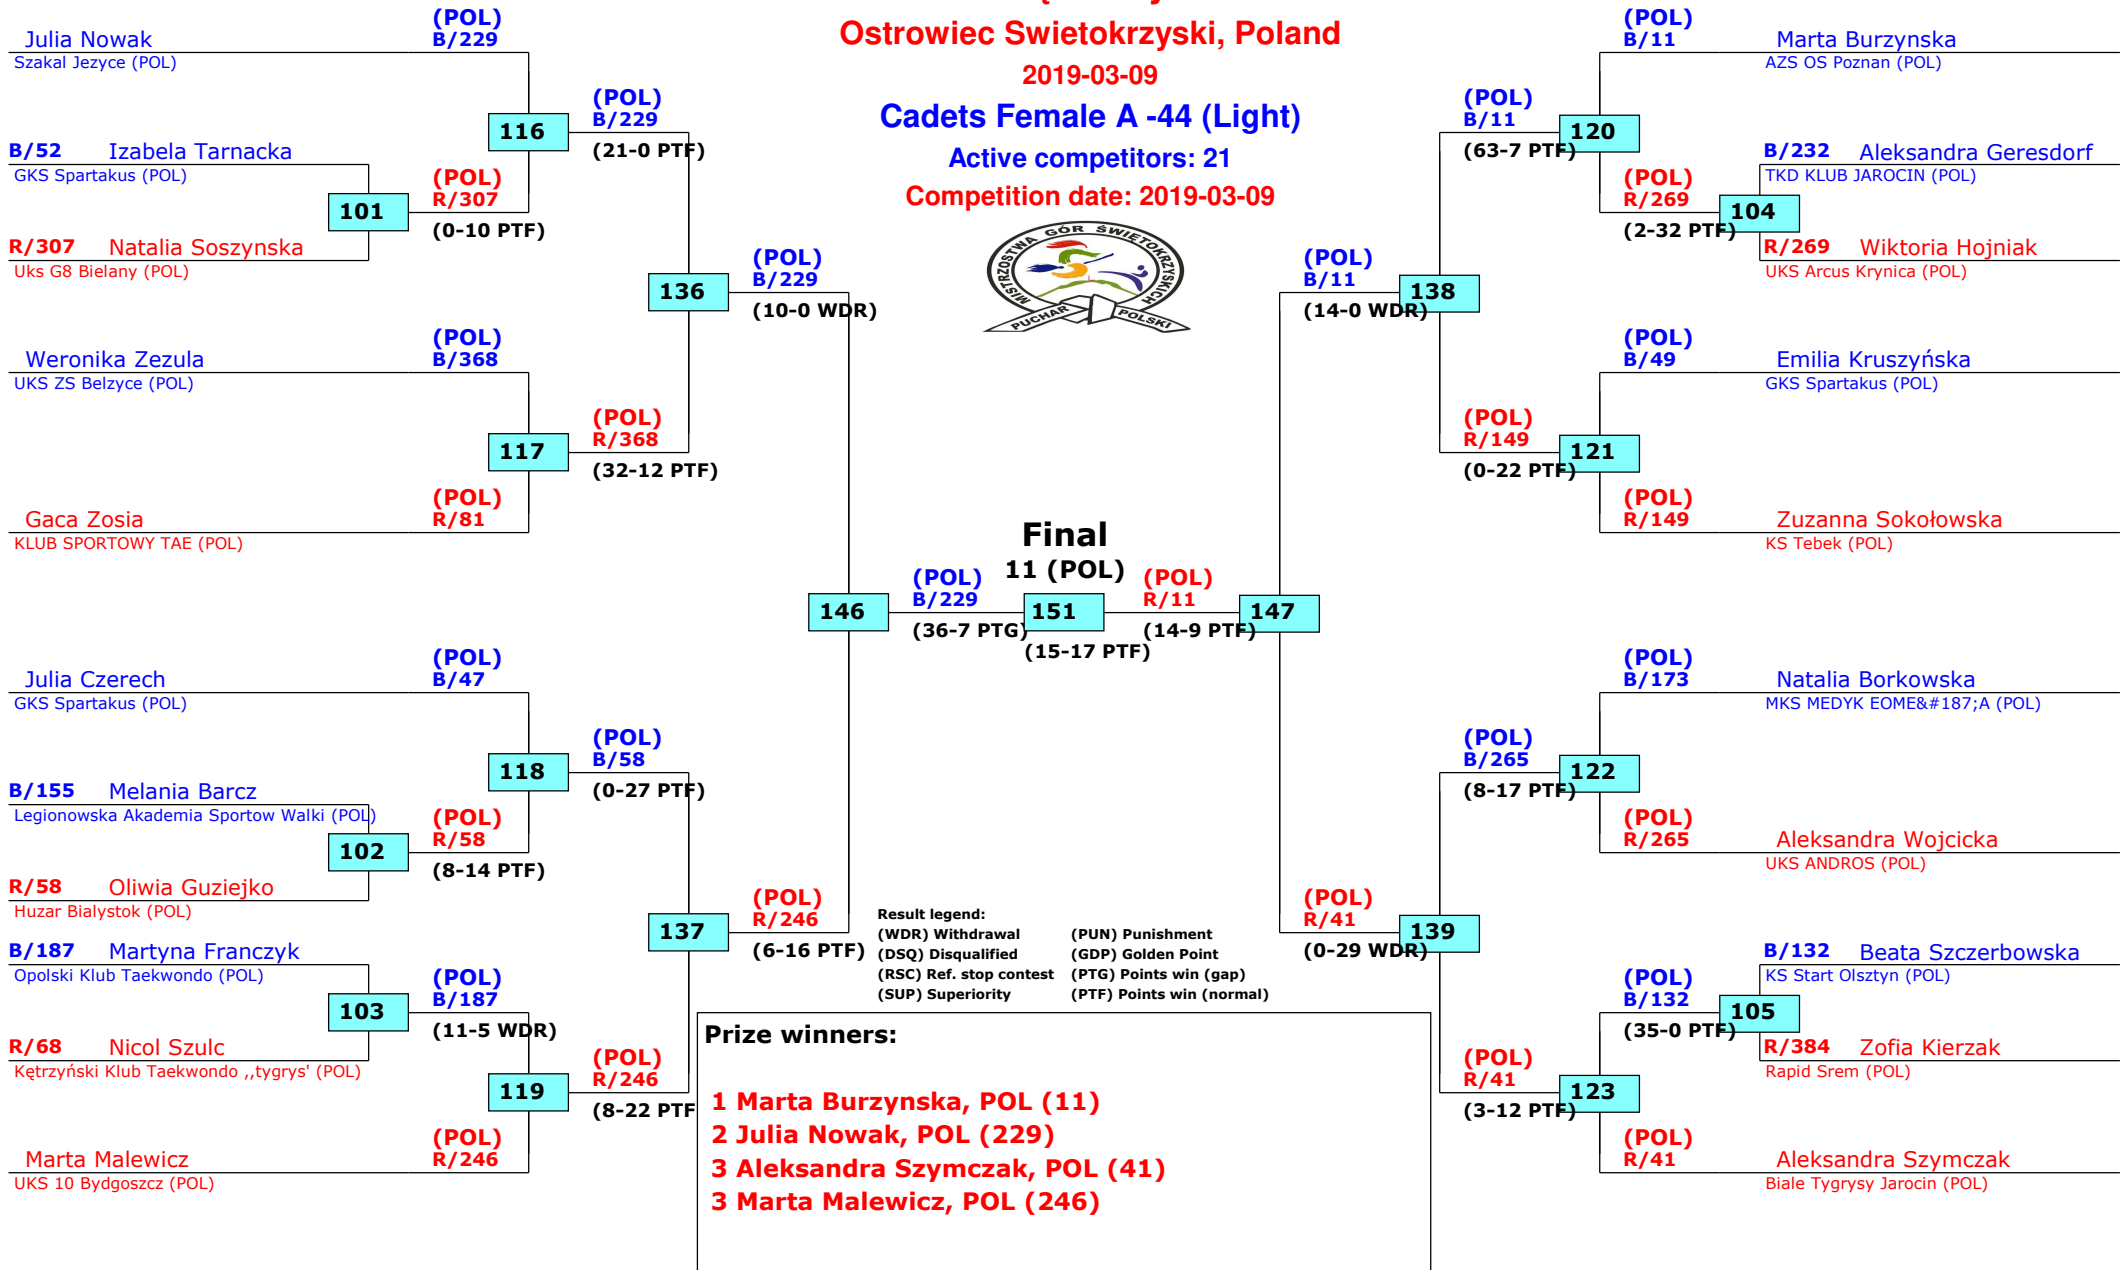 Ostrowiec Swietokrzyski, Poland
2019-03-09
Cadets Female A -44 (Light)
Active competitors: 21
Competition date: 2019-03-09
MISTRZOSTWA GÓR ŚWIĘTOKRZYSKICH
PUCHAR POLSKI
Julia Nowak
Szakal Jezyce (POL)
(POL)
B/229
B/52 Izabela Tarnacka
GKS Spartakus (POL)
R/307 Natalia Soszynska
Uks G8 Bielany (POL)
101
(POL)
R/307
(0-10 PTF)
116
(POL)
B/229
(21-0 PTF)
Weronika Zezula
UKS ZS Belzyce (POL)
(POL)
B/368
Gaca Zosia
KLUB SPORTOWY TAE (POL)
(POL)
R/81
117
(POL)
R/368
(32-12 PTF)
136
(POL)
B/229
(10-0 WDR)
Julia Czerech
GKS Spartakus (POL)
(POL)
B/47
B/155 Melania Barcz
Legionowska Akademia Sportow Walki (POL)
R/58 Oliwia Guziejko
Huzar Bialystok (POL)
102
(POL)
R/58
(8-14 PTF)
118
(POL)
B/58
(0-27 PTF)
B/187 Martyna Franczyk
Opolski Klub Taekwondo (POL)
R/68 Nicol Szulc
Kętrzyński Klub Taekwondo ,,tygrys' (POL)
103
(POL)
B/187
(11-5 WDR)
Marta Malewicz
UKS 10 Bydgoszcz (POL)
(POL)
R/246
119
(POL)
R/246
(8-22 PTF
137
(POL)
R/246
(6-16 PTF)
146
(POL)
B/229
(36-7 PTG)
Final
11 (POL)
151
(15-17 PTF)
(POL)
R/11
(14-9 PTF)
147
(POL)
B/11
(14-0 WDR)
138
(POL)
B/11
(63-7 PTF)
120
(POL)
B/11
Marta Burzynska
AZS OS Poznan (POL)
(POL)
R/269
(2-32 PTF)
104
B/232 Aleksandra Geresdorf
TKD KLUB JAROCIN (POL)
R/269 Wiktoria Hojniak
UKS Arcus Krynica (POL)
(POL)
R/149
(0-22 PTF)
121
(POL)
B/49
Emilia Kruszyńska
GKS Spartakus (POL)
(POL)
R/149
Zuzanna Sokołowska
KS Tebek (POL)
(POL)
R/41
(0-29 WDR)
139
(POL)
B/265
(8-17 PTF)
122
(POL)
B/173
Natalia Borkowska
MKS MEDYK EOME&#187;A (POL)
(POL)
R/265
Aleksandra Wojcicka
UKS ANDROS (POL)
(POL)
R/41
(3-12 PTF)
123
(POL)
B/132
(35-0 PTF)
105
B/132 Beata Szczerbowska
KS Start Olsztyn (POL)
R/384 Zofia Kierzak
Rapid Srem (POL)
(POL)
R/41
Aleksandra Szymczak
Biale Tygrysy Jarocin (POL)
Result legend:
(WDR) Withdrawal (PUN) Punishment
(DSQ) Disqualified (GDP) Golden Point
(RSC) Ref. stop contest (PTG) Points win (gap)
(SUP) Superiority (PTF) Points win (normal)
Prize winners:
1 Marta Burzynska, POL (11)
2 Julia Nowak, POL (229)
3 Aleksandra Szymczak, POL (41)
3 Marta Malewicz, POL (246)